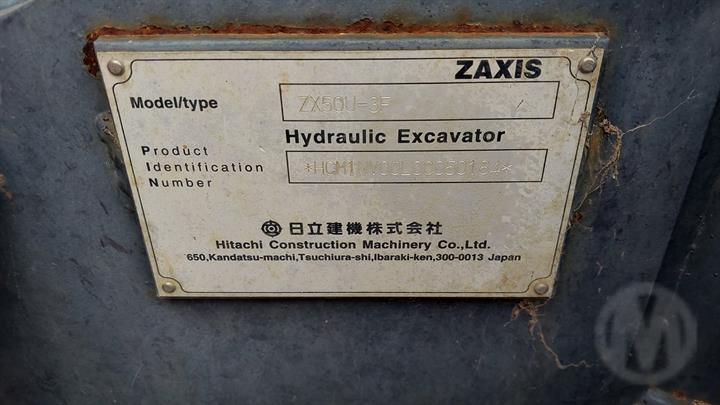 ZAXIS
Model/type ZX50U-3F
Hydraulic Excavator
Product
Identification
Number
日立建機株式会社
Hitachi Construction Machinery Co.,Ltd.
650,Kandatsu-machi,Tsuchiura-shi,Ibaraki-ken,300-0013 Japan
M